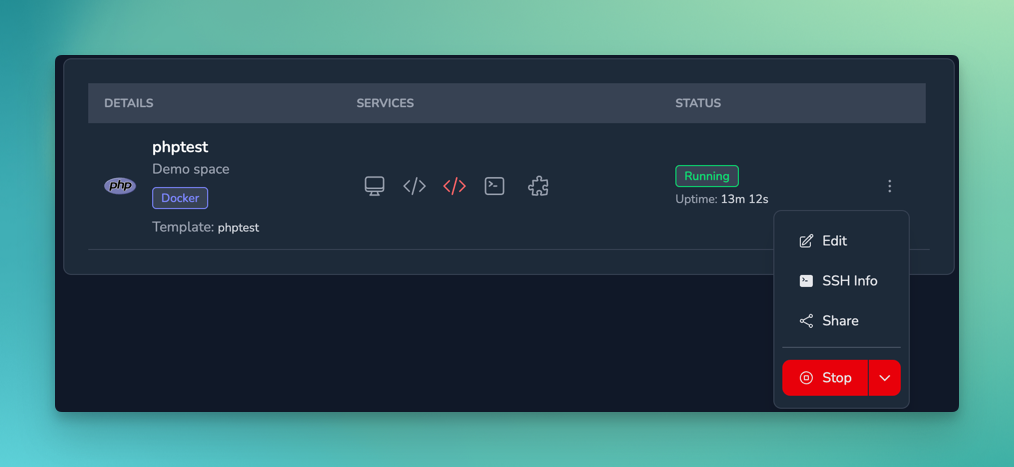 DETAILS SERVICES STATUS
phptest
Demo space
php
Docker
Template: phptest
Running
Uptime: 13m 12s
Edit
SSH Info
Share
Stop